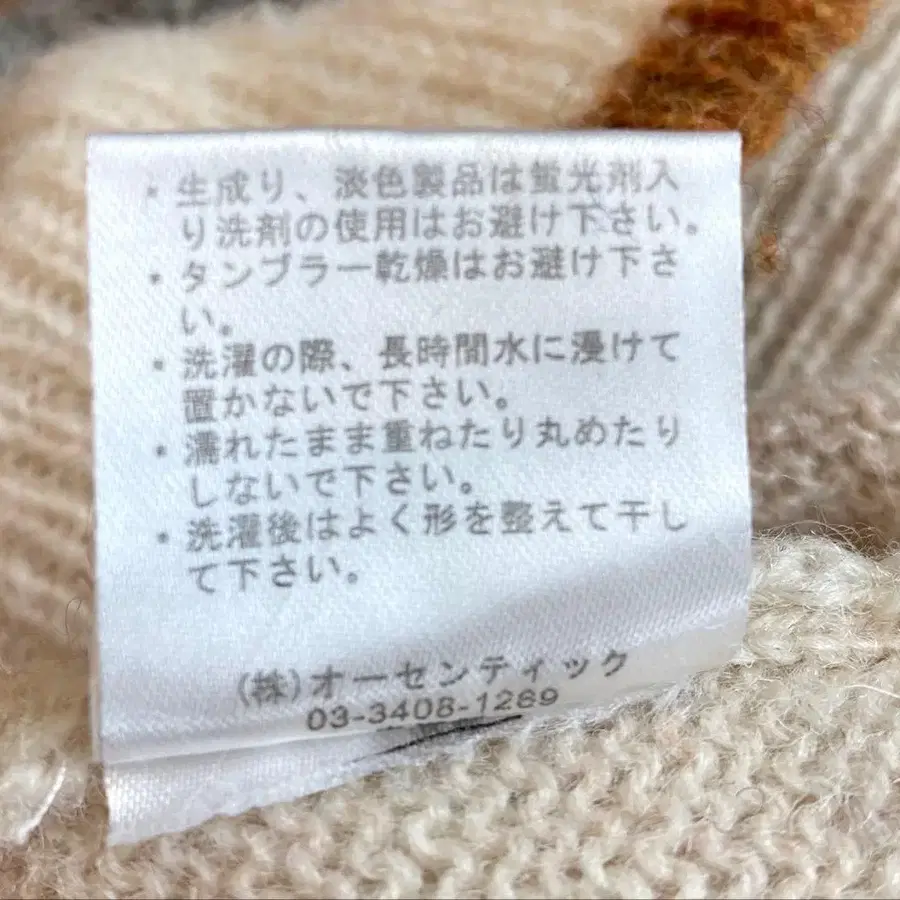 ・生成り、淡色製品は蛍光剤入
り洗剤の使用はお避け下さい。
・タンブラー乾燥はお避け下さ
い。
・洗濯の際、長時間水に浸けて
置かないで下さい。
・濡れたまま重ねたり丸めたり
しないで下さい。
・洗濯後はよく形を整えて干し
て下さい。
(株)オーセンティック
03-3408-1269